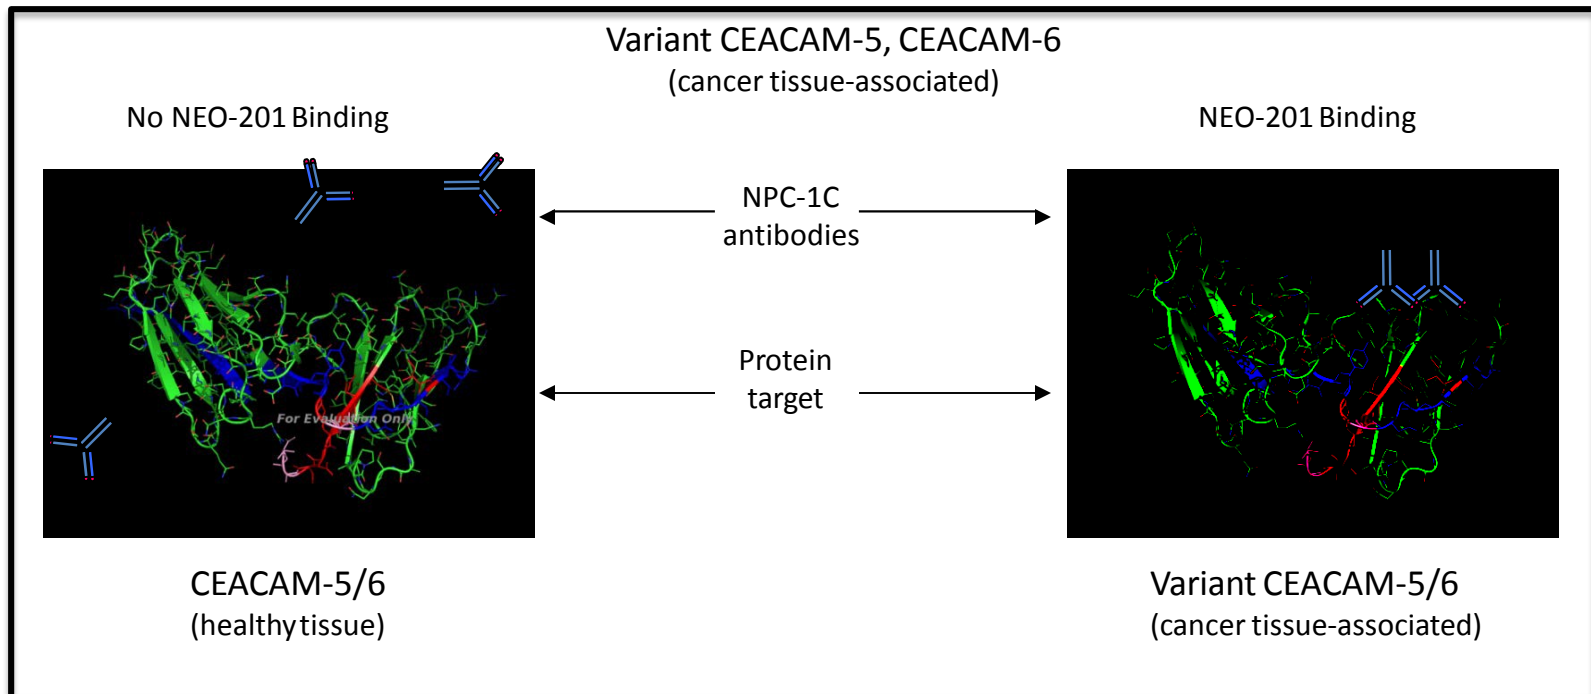 Variant CEACAM-5, CEACAM-6
(cancer tissue-associated)
No NEO-201 Binding
NEO-201 Binding
NPC-1C
antibodies
Protein
target
For Evaluation Only
CEACAM-5/6
(healthy tissue)
Variant CEACAM-5/6
(cancer tissue-associated)